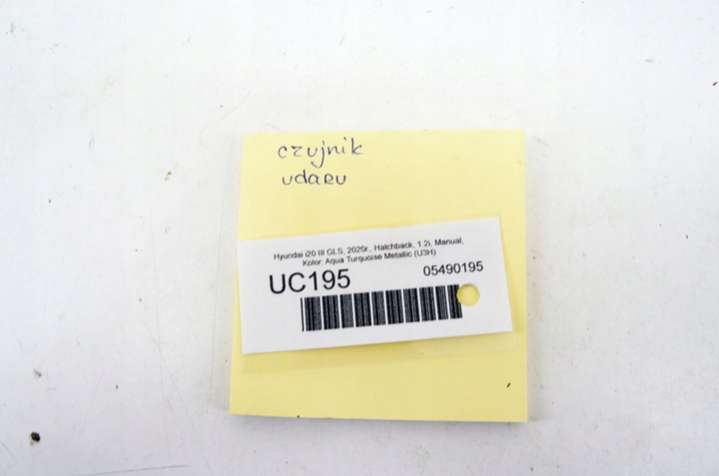 czujnik
udaru
Hyundai i20 III GLS, 2020r., Hatchback, 1.2i, Manual,
Kolor: Aqua Turquoise Metallic (U3H)
UC195 05490195